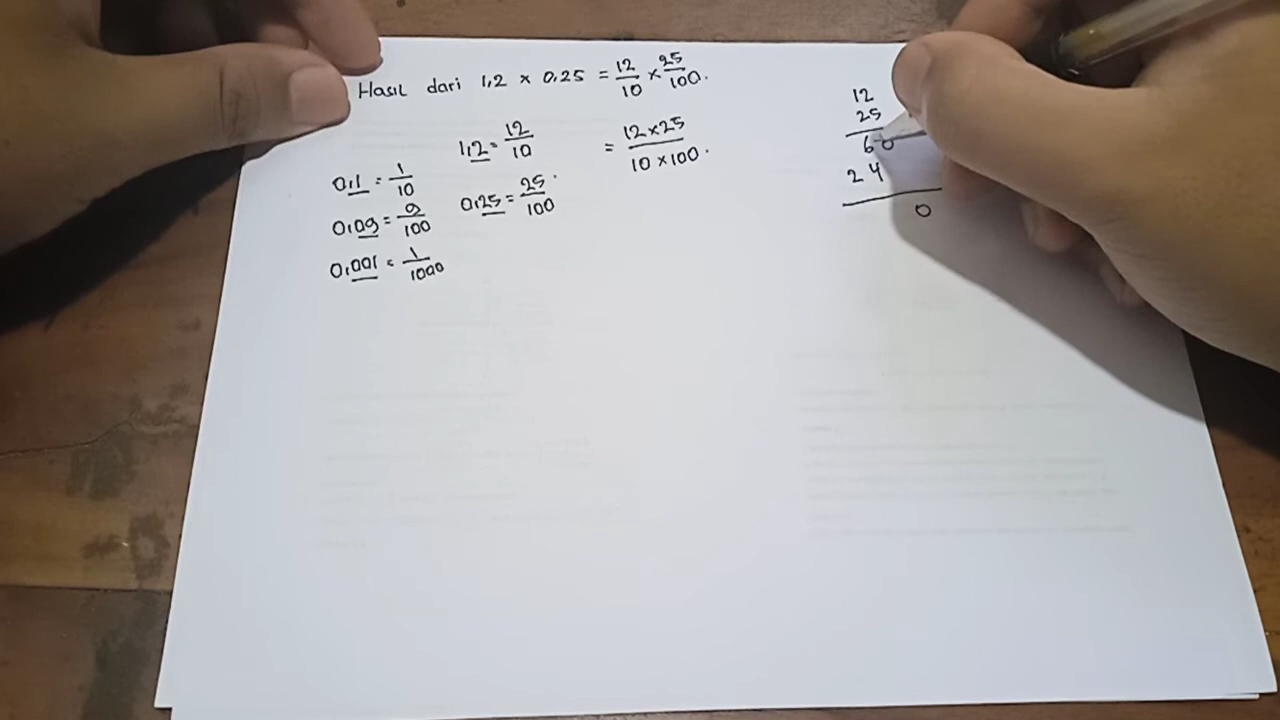 Hasil dari 1,2 × 0,25 = 12/10 × 25/100.
1,2 = 12/10
= 12 × 25 / 10 × 100.
0,1 = 1/10
0,25 = 25/100
0,09 = 9/100
0,001 = 1/1000
12
25
60
24
0